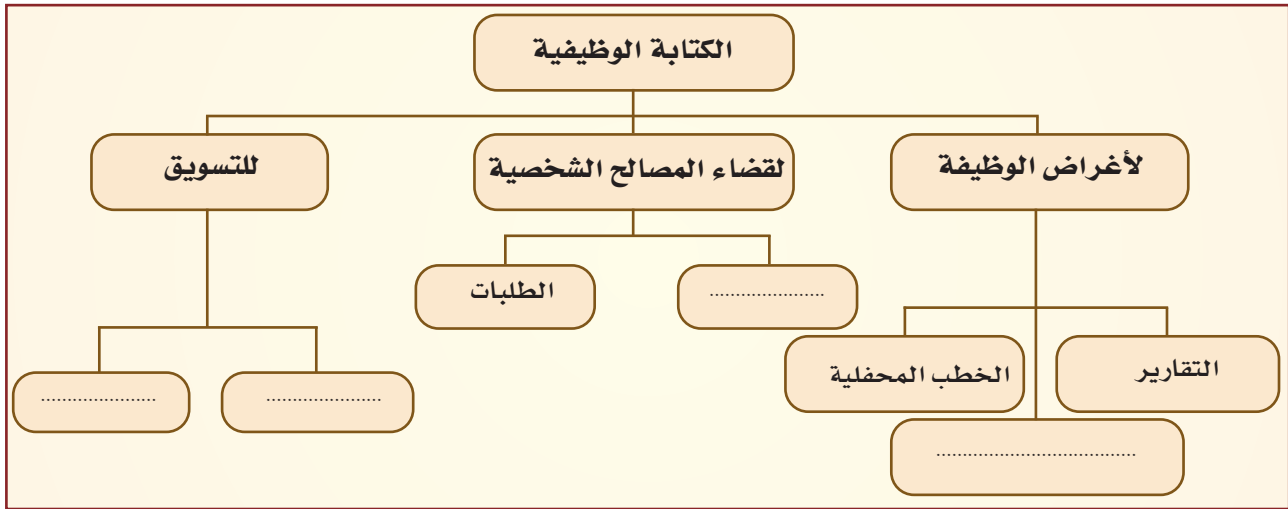 الكتابة الوظيفية
لأغراض الوظيفة
لقضاء المصالح الشخصية
للتسويق
......................
الطلبات
التقارير
الخطب المحفلية
......................
......................
......................................